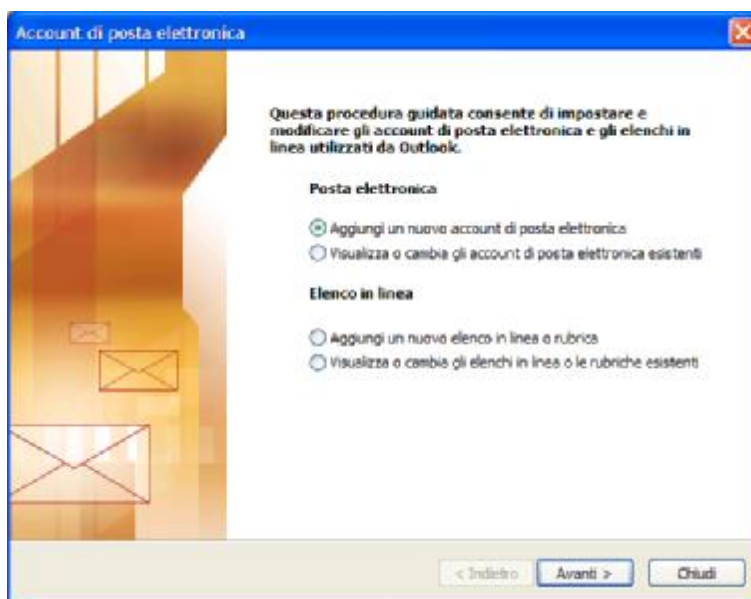 Account di posta elettronica
Questa procedura guidata consente di impostare e
modificare gli account di posta elettronica e gli elenchi in
linea utilizzati da Outlook.
Posta elettronica
Aggiungi un nuovo account di posta elettronica
Visualizza o cambia gli account di posta elettronica esistenti
Elenco in linea
Aggiungi un nuovo elenco in linea o rubrica
Visualizza o cambia gli elenchi in linea o le rubriche esistenti
< Indietro Avanti > Chiudi